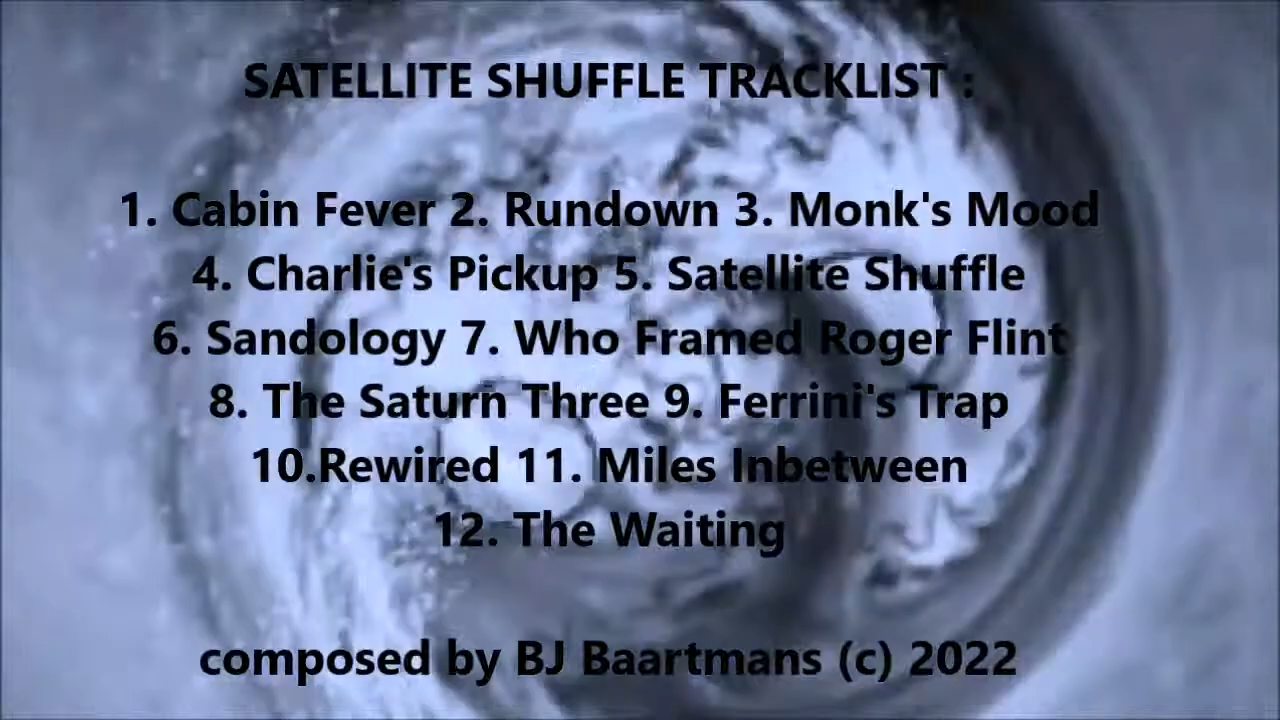 SATELLITE SHUFFLE TRACKLIST :
1. Cabin Fever 2. Rundown 3. Monk's Mood
4. Charlie's Pickup 5. Satellite Shuffle
6. Sandology 7. Who Framed Roger Flint
8. The Saturn Three 9. Ferrini's Trap
10.Rewired 11. Miles Inbetween
12. The Waiting
composed by BJ Baartmans (c) 2022